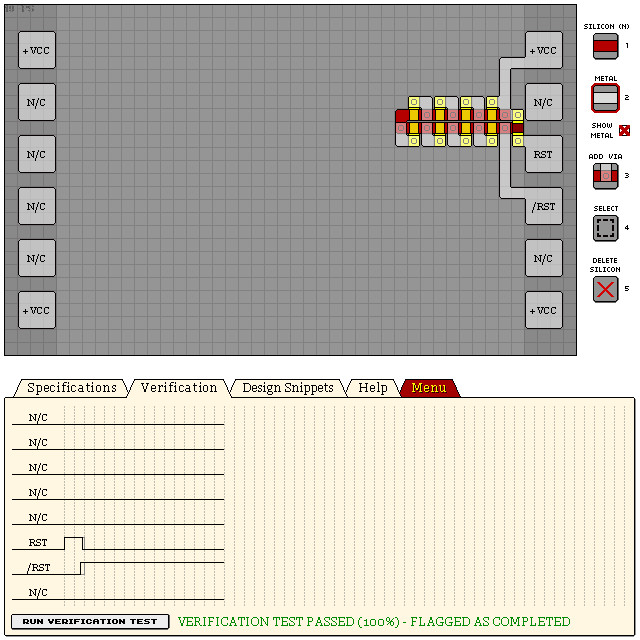 +VCC
N/C
N/C
N/C
N/C
+VCC
+VCC
N/C
RST
/RST
N/C
+VCC
SILICON (N)
1
METAL
2
SHOW
METAL
ADD VIA
3
SELECT
4
DELETE
SILICON
5
Specifications
Verification
Design Snippets
Help
Menu
N/C
N/C
N/C
N/C
N/C
RST
/RST
N/C
RUN VERIFICATION TEST
VERIFICATION TEST PASSED (100%) - FLAGGED AS COMPLETED